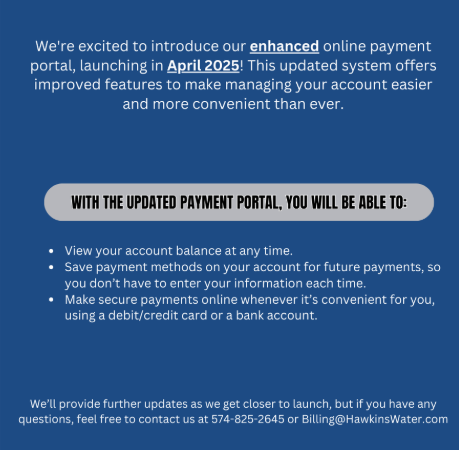 We're excited to introduce our enhanced online payment
portal, launching in April 2025! This updated system offers
improved features to make managing your account easier
and more convenient than ever.
WITH THE UPDATED PAYMENT PORTAL, YOU WILL BE ABLE TO:
• View your account balance at any time.
• Save payment methods on your account for future payments, so
you don't have to enter your information each time.
• Make secure payments online whenever it's convenient for you,
using a debit/credit card or a bank account.
We'll provide further updates as we get closer to launch, but if you have any
questions, feel free to contact us at 574-825-2645 or Billing@HawkinsWater.com